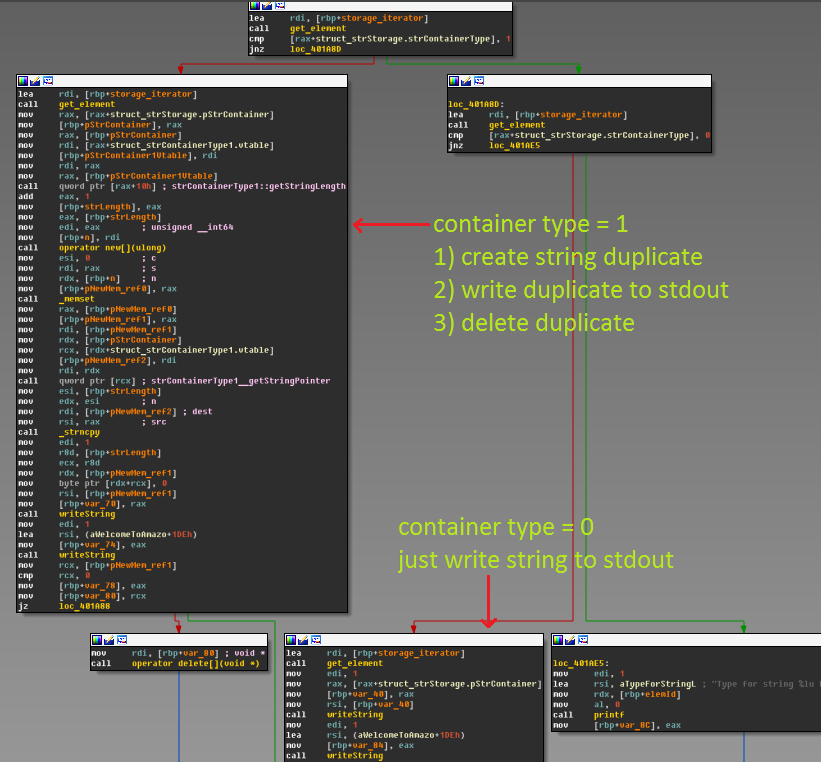 lea rdi, [rbp+storage_iterator]
call get_element
cmp [rax+struct_strStorage.strContainerType], 1
jnz loc_401A8D
lea rdi, [rbp+storage_iterator]
call get_element
mov rax, [rax+struct_strStorage.pStrContainer]
mov [rbp+pStrContainer], rax
mov rax, [rbp+pStrContainer]
mov rdi, [rax+struct_strContainerType1.vtable]
mov [rbp+pStrContainer1Vtable], rdi
mov rdi, rax
mov rax, [rbp+pStrContainer1Vtable]
call qword ptr [rax+10h] ; strContainerType1::getStringLength
add eax, 1
mov [rbp+strLength], eax
mov eax, [rbp+strLength]
mov edi, eax ; unsigned __int64
mov [rbp+n], rdi
call operator new[](ulong)
mov esi, 0 ; c
mov rdi, rax ; s
mov rdx, [rbp+n] ; n
mov [rbp+pNewMem_ref0], rax
call _memset
mov rax, [rbp+pNewMem_ref0]
mov [rbp+pNewMem_ref1], rax
mov rdi, [rbp+pNewMem_ref1]
mov rdx, [rbp+pStrContainer]
mov rcx, [rdx+struct_strContainerType1.vtable]
mov [rbp+pNewMem_ref2], rdi
mov rdi, rdx
call qword ptr [rcx] ; strContainerType1__getStringPointer
mov esi, [rbp+strLength]
mov edx, esi ; n
mov rdi, [rbp+pNewMem_ref2] ; dest
mov rsi, rax ; src
call _strncpy
mov edi, 1
mov r8d, [rbp+strLength]
mov ecx, r8d
mov rdx, [rbp+pNewMem_ref1]
mov byte ptr [rdx+rcx], 0
mov rsi, [rbp+pNewMem_ref1]
mov [rbp+var_70], rax
call writeString
mov edi, 1
lea rsi, (aWelcomeToAmazo+1DEh)
mov [rbp+var_74], eax
call writeString
mov rcx, [rbp+pNewMem_ref1]
cmp rcx, 0
mov [rbp+var_78], eax
mov [rbp+var_80], rcx
jz loc_401A88
loc_401A8D:
lea rdi, [rbp+storage_iterator]
call get_element
cmp [rax+struct_strStorage.strContainerType], 0
jnz loc_401AE5
container type = 1
1) create string duplicate
2) write duplicate to stdout
3) delete duplicate
container type = 0
just write string to stdout
mov rdi, [rbp+var_80] ; void *
call operator delete[](void *)
lea rdi, [rbp+storage_iterator]
call get_element
mov edi, 1
mov rax, [rax+struct_strStorage.pStrContainer]
mov [rbp+var_40], rax
mov rsi, [rbp+var_40]
call writeString
mov edi, 1
lea rsi, (aWelcomeToAmazo+1DEh)
mov [rbp+var_84], eax
call writeString
loc_401AE5:
mov edi, 1
lea rsi, aTypeForStringL ; "Type for string %lu
mov rdx, [rbp+elemId]
mov al, 0
call printf
mov [rbp+var_8C], eax